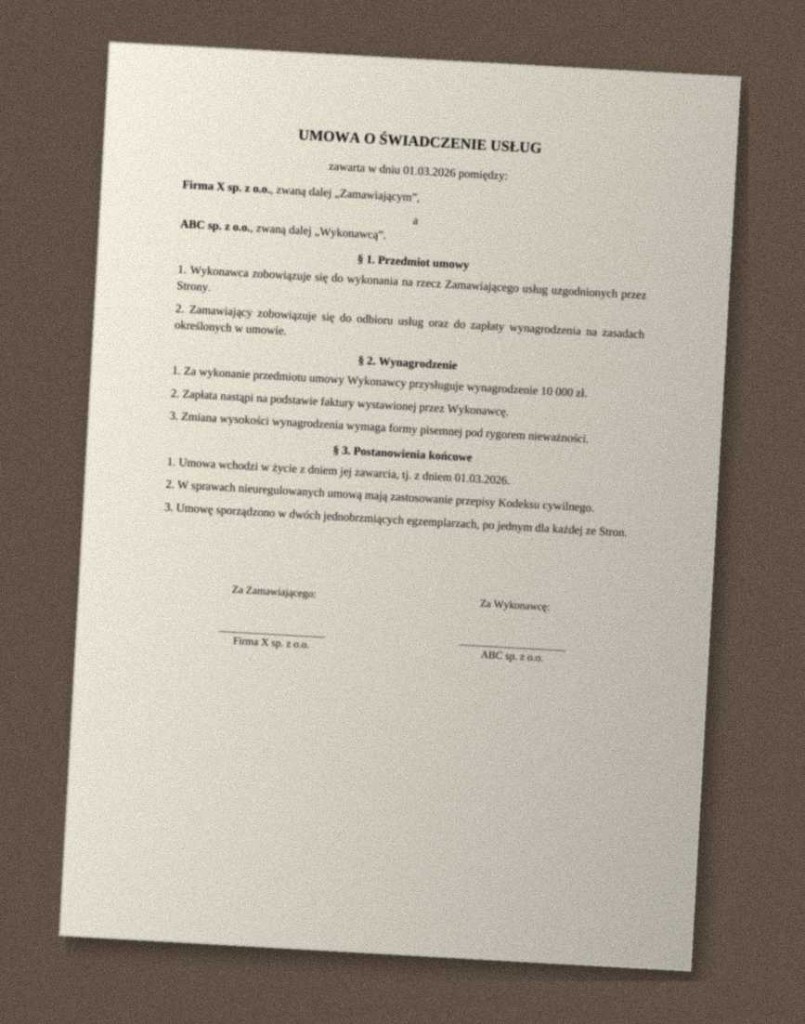 UMOWA O ŚWIADCZENIE USŁUG
zawarta w dniu 01.03.2026 pomiędzy:
Firma X sp. z o.o., zwaną dalej „Zamawiającym”,
a
ABC sp. z o.o., zwaną dalej „Wykonawcą”.
§ 1. Przedmiot umowy
1. Wykonawca zobowiązuje się do wykonania na rzecz Zamawiającego usług uzgodnionych przez
Strony.
2. Zamawiający zobowiązuje się do odbioru usług oraz do zapłaty wynagrodzenia na zasadach
określonych w umowie.
§ 2. Wynagrodzenie
1. Za wykonanie przedmiotu umowy Wykonawcy przysługuje wynagrodzenie 10 000 zł.
2. Zapłata nastąpi na podstawie faktury wystawionej przez Wykonawcę.
3. Zmiana wysokości wynagrodzenia wymaga formy pisemnej pod rygorem nieważności.
§ 3. Postanowienia końcowe
1. Umowa wchodzi w życie z dniem jej zawarcia, tj. z dniem 01.03.2026.
2. W sprawach nieuregulowanych umową mają zastosowanie przepisy Kodeksu cywilnego.
3. Umowę sporządzono w dwóch jednobrzmiących egzemplarzach, po jednym dla każdej ze Stron.
Za Zamawiającego:
Za Wykonawcę:
Firma X sp. z o.o.
ABC sp. z o.o.